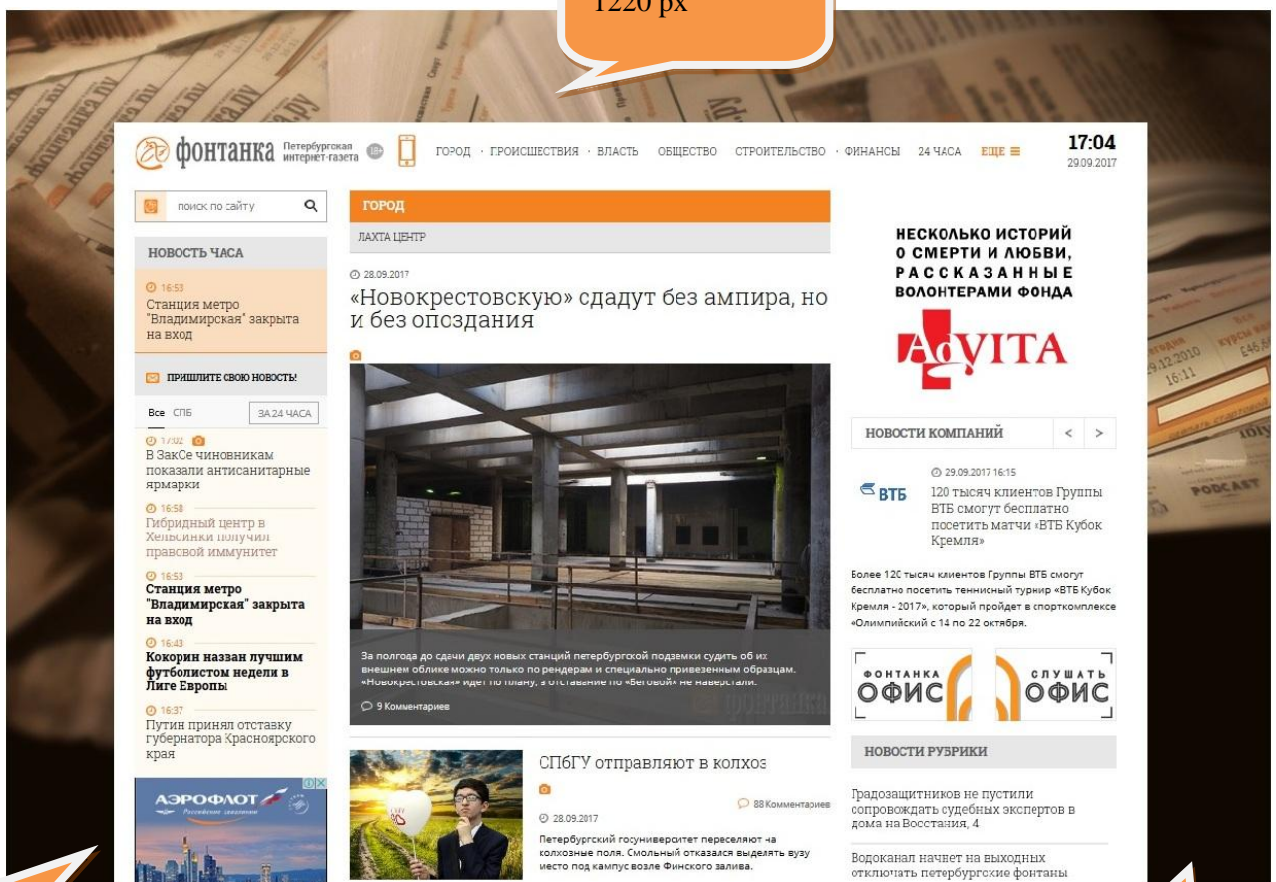 1220 px
фонтанка
Петербургская
интернет-газета
18+
ГОРОД · ПРОИСШЕСТВИЯ · ВЛАСТЬ ОБЩЕСТВО СТРОИТЕЛЬСТВО · ФИНАНСЫ 24 ЧАСА ЕЩЕ
17:04
29.09.2017
поиск по сайту
НОВОСТЬ ЧАСА
16:53
Станция метро
"Владимирская" закрыта
на вход
ПРИШЛИТЕ СВОЮ НОВОСТЬ!
Все СПБ ЗА 24 ЧАСА
17:02
В ЗакСе чиновникам
показали антисанитарные
ярмарки
16:58
Гибридный центр в
Хельсинки получил
правовой иммунитет
16:53
Станция метро
"Владимирская" закрыта
на вход
16:43
Кокорин назван лучшим
футболистом недели в
Лиге Европы
16:37
Путин принял отставку
губернатора Красноярского
края
АЭРОФЛОТ
Российские авиалинии
ГОРОД
ЛАХТА ЦЕНТР
28.09.2017
«Новокрестовскую» сдадут без ампира, но
и без опоздания
За полгода до сдачи двух новых станций петербургской подземки судить об их
внешнем облике можно только по рендерам и специально привезенным образцам.
«Новокрестовская» идет по плану, а отставание по «Беговой» не наверстали.
9 Комментариев
фонтанка
СПбГУ отправляют в колхоз
88 Комментариев
28.09.2017
Петербургский госуниверситет переселяют на
колхозные поля. Смольный отказался выделять вузу
место под кампус возле Финского залива.
НЕСКОЛЬКО ИСТОРИЙ
О СМЕРТИ И ЛЮБВИ,
РАССКАЗАННЫЕ
ВОЛОНТЕРАМИ ФОНДА
AdVITA
НОВОСТИ КОМПАНИЙ < >
ВТБ
29.09.2017 16:15
120 тысяч клиентов Группы
ВТБ смогут бесплатно
посетить матчи «ВТБ Кубок
Кремля»
Более 120 тысяч клиентов Группы ВТБ смогут
бесплатно посетить теннисный турнир «ВТБ Кубок
Кремля - 2017», который пройдет в спорткомплексе
«Олимпийский с 14 по 22 октября.
ФОНТАНКА
ОФИС
СЛУШАТЬ
ОФИС
НОВОСТИ РУБРИКИ
Градозащитников не пустили
сопровождать судебных экспертов в
дома на Восстания, 4
Водоканал начнет на выходных
отключать петербургские фонтаны
29.12.2010
16:11
PODCAST